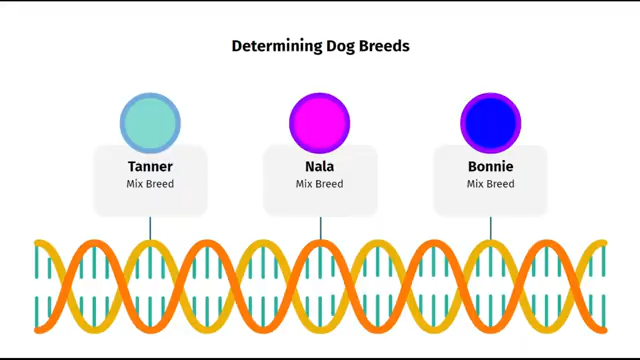 Determining Dog Breeds
Tanner
Mix Breed
Nala
Mix Breed
Bonnie
Mix Breed